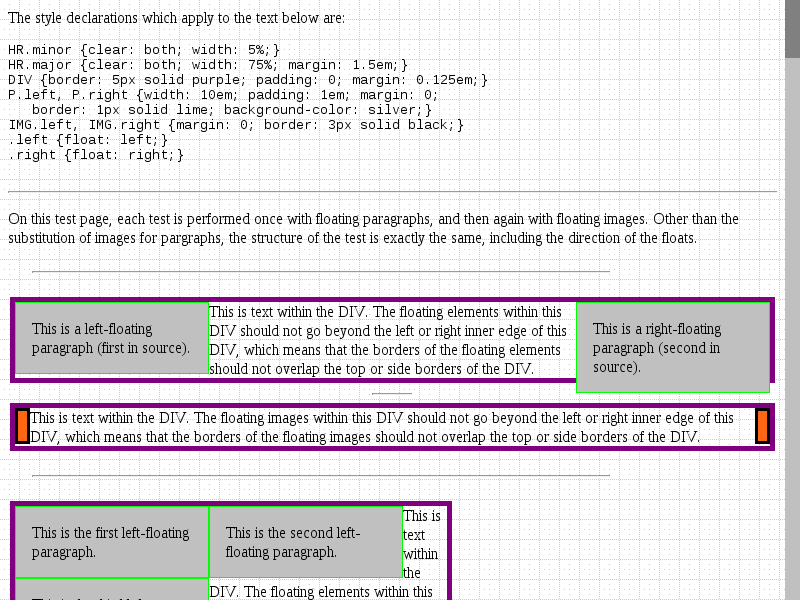 The style declarations which apply to the text below are:
HR.minor {clear: both; width: 5%;}
HR.major {clear: both; width: 75%; margin: 1.5em;}
DIV {border: 5px solid purple; padding: 0; margin: 0.125em;}
P.left, P.right {width: 10em; padding: 1em; margin: 0;
   border: 1px solid lime; background-color: silver;}
IMG.left, IMG.right {margin: 0; border: 3px solid black;}
.left {float: left;}
.right {float: right;}
On this test page, each test is performed once with floating paragraphs, and then again with floating images. Other than the
substitution of images for pargraphs, the structure of the test is exactly the same, including the direction of the floats.
This is a left-floating
paragraph (first in source).
This is text within the DIV. The floating elements within this
DIV should not go beyond the left or right inner edge of this
DIV, which means that the borders of the floating elements
should not overlap the top or side borders of the DIV.
This is a right-floating
paragraph (second in
source).
This is text within the DIV. The floating images within this DIV should not go beyond the left or right inner edge of this
DIV, which means that the borders of the floating images should not overlap the top or side borders of the DIV.
This is the first left-floating
paragraph.
This is the second left-
floating paragraph.
This is
text
within
the
DIV. The floating elements within this